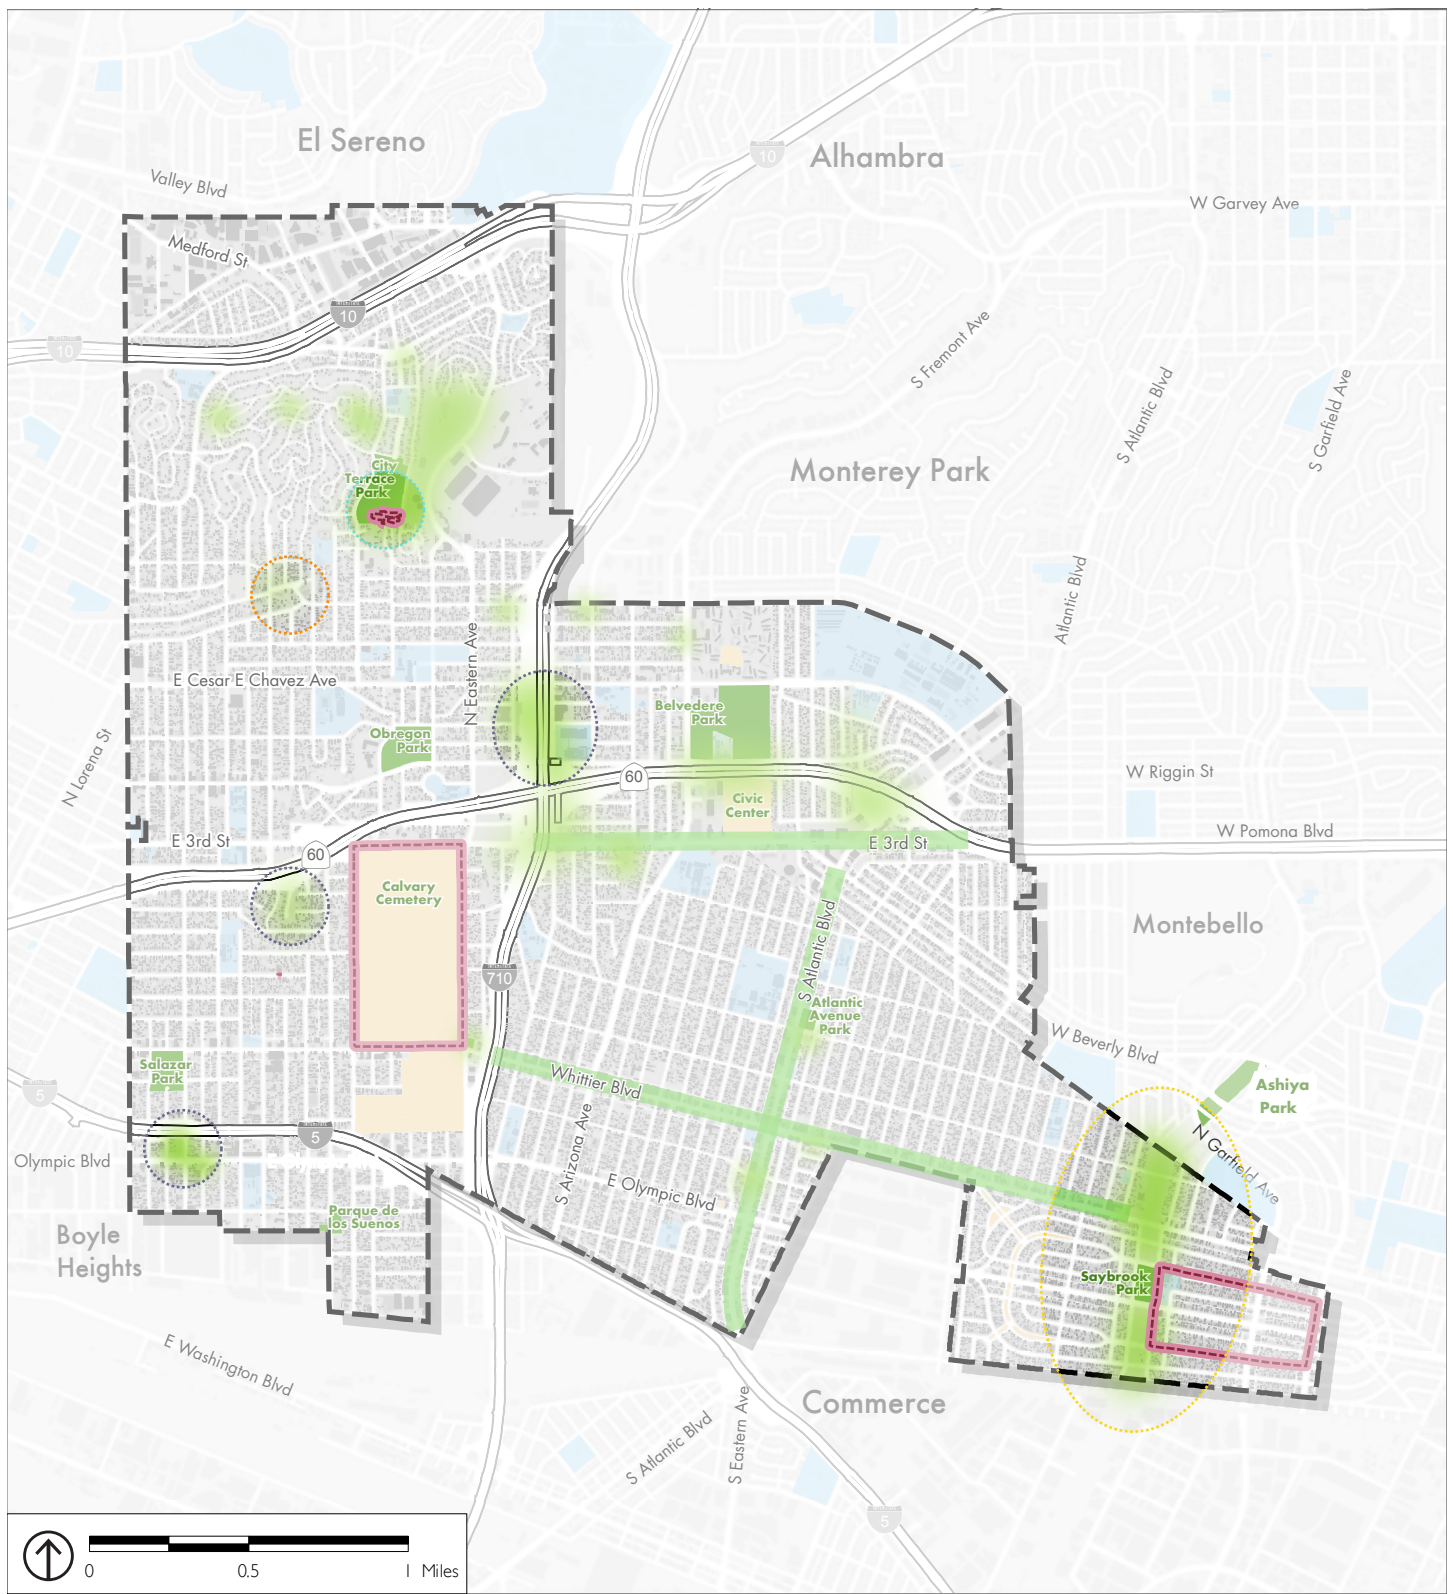 El Sereno
Alhambra
10
Valley Blvd
W Garvey Ave
Medford St
10
10
S Fremont Ave
S Atlantic Blvd
S Garfield Ave
Monterey Park
City
Terrace
Park
Atlantic Blvd
N Eastern Ave
E Cesar E Chavez Ave
Belvedere
Park
Obregon
Park
N Lorena St
60
W Riggin St
Civic
Center
E 3rd St
60
E 3rd St
W Pomona Blvd
Calvary
Cemetery
S Atlantic Blvd
Montebello
710
Atlantic
Avenue
Park
W Beverly Blvd
Salazar
Park
5
Whittier Blvd
Ashiya
Park
5
Olympic Blvd
S Arizona Ave
N Garfield Ave
E Olympic Blvd
Parque de
los Suenos
Boyle
Heights
Saybrook
Park
E Washington Blvd
Commerce
S Atlantic Blvd
S Eastern Ave
5
0
0.5
1 Miles